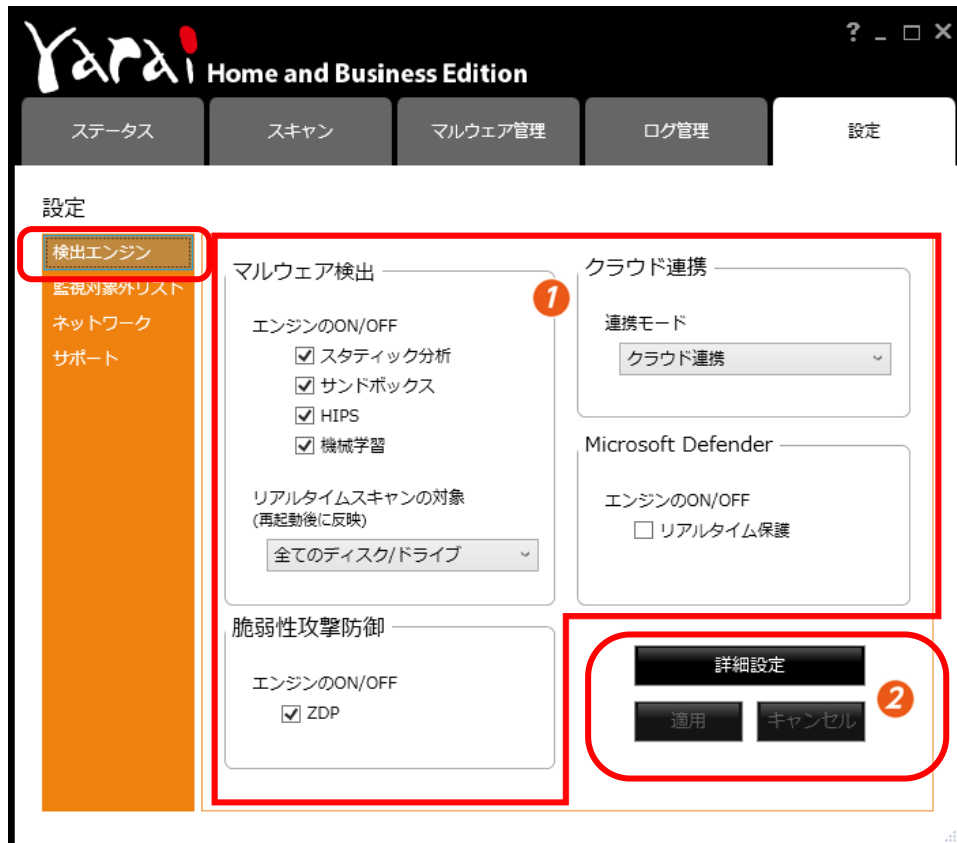 Yarai Home and Business Edition
? _ □ ×
ステータス スキャン マルウェア管理 ログ管理 設定
設定
検出エンジン
監視対象外リスト
ネットワーク
サポート
マルウェア検出
1
エンジンのON/OFF
スタティック分析
サンドボックス
HIPS
機械学習
リアルタイムスキャンの対象
(再起動後に反映)
全てのディスク/ドライブ
クラウド連携
連携モード
クラウド連携
Microsoft Defender
エンジンのON/OFF
リアルタイム保護
脆弱性攻撃防御
エンジンのON/OFF
ZDP
詳細設定
2
適用 キャンセル